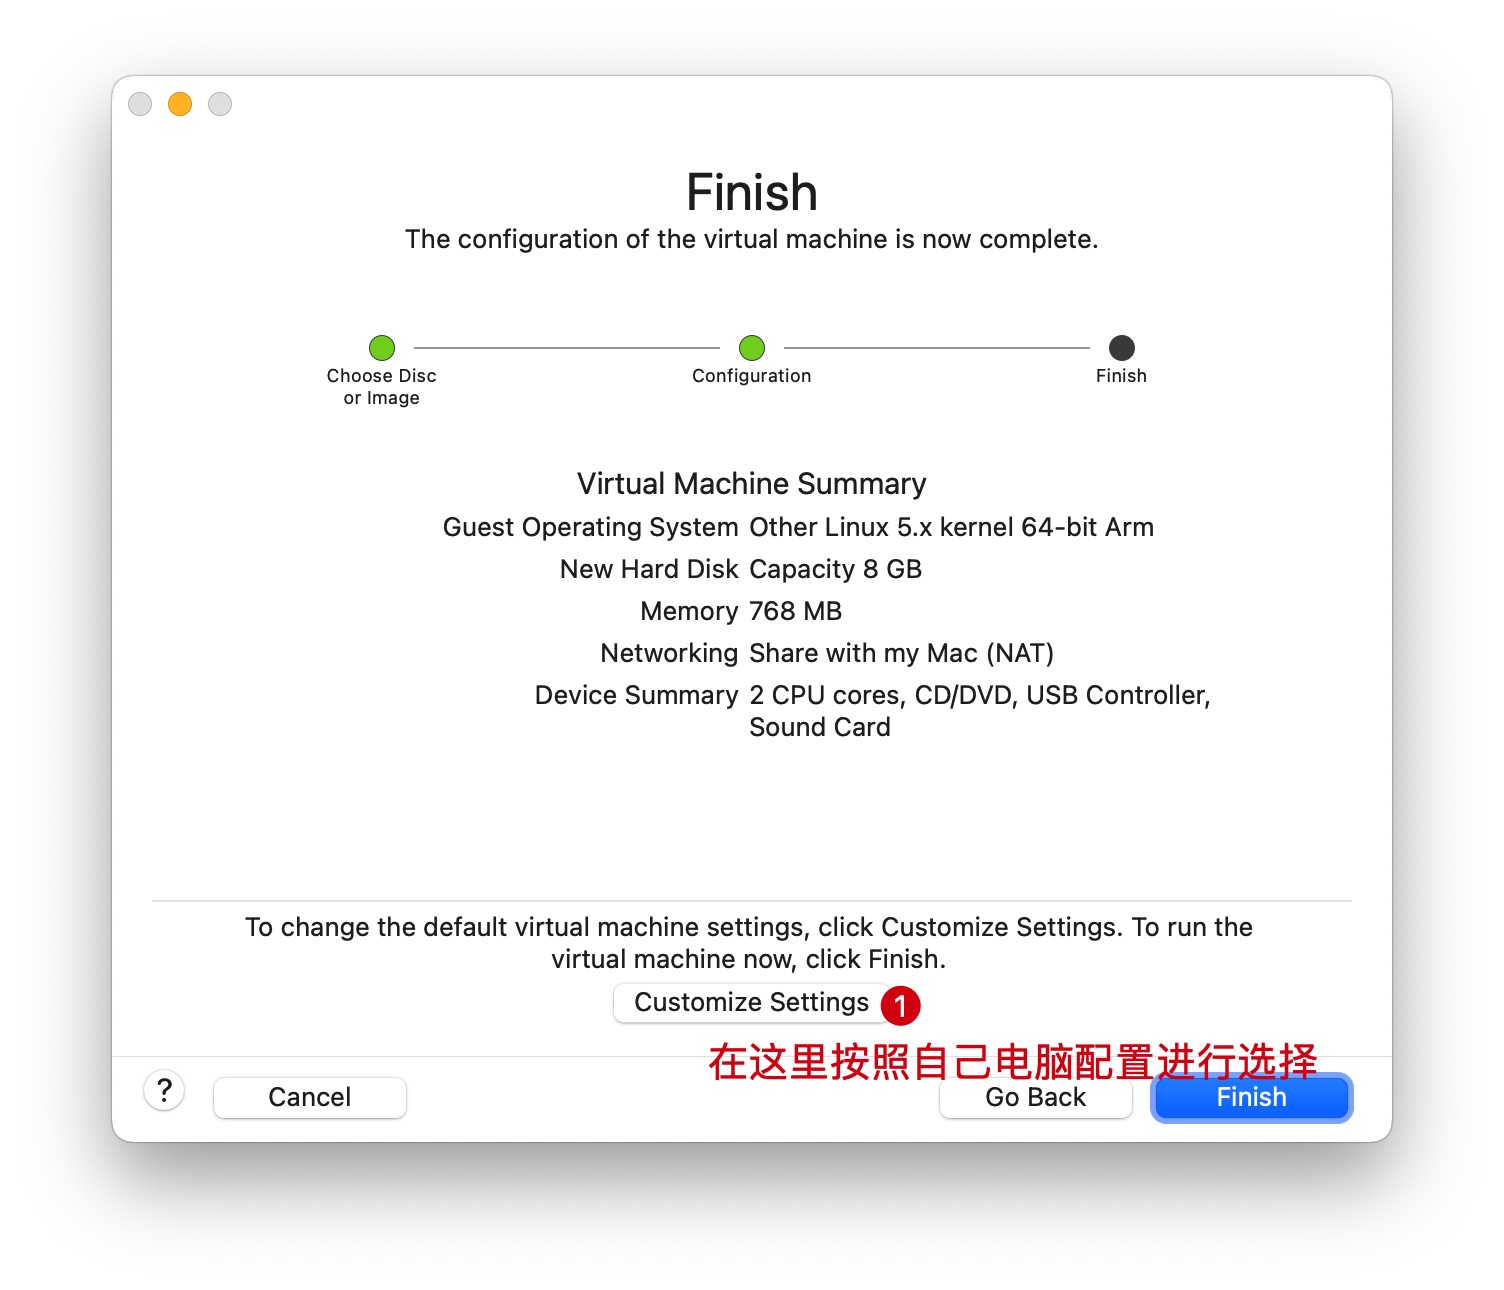 Finish
The configuration of the virtual machine is now complete.
Choose Disc
or Image
Configuration
Finish
Virtual Machine Summary
Guest Operating System Other Linux 5.x kernel 64-bit Arm
New Hard Disk Capacity 8 GB
Memory 768 MB
Networking Share with my Mac (NAT)
Device Summary 2 CPU cores, CD/DVD, USB Controller,
Sound Card
To change the default virtual machine settings, click Customize Settings. To run the
virtual machine now, click Finish.
Customize Settings 1
在这里按照自己电脑配置进行选择
? Cancel Go Back Finish